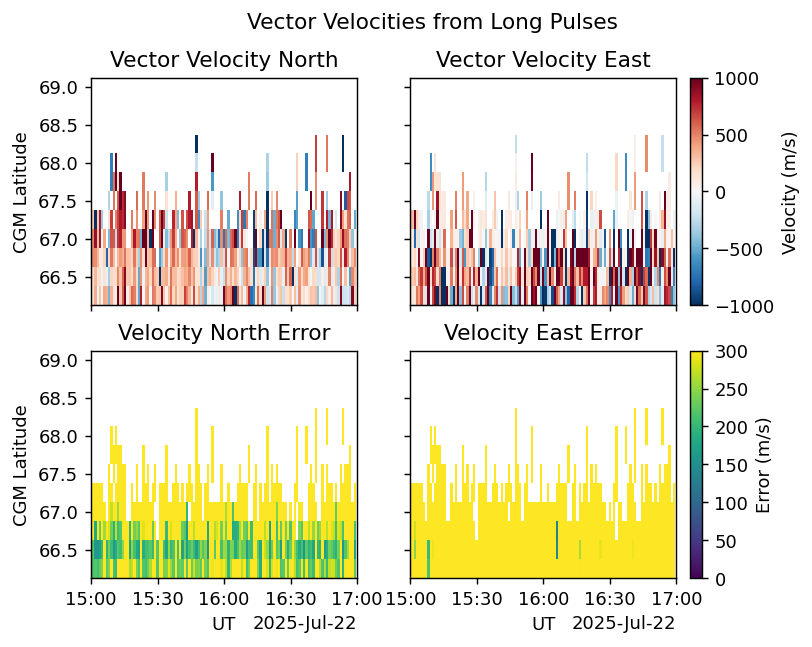 Vector Velocities from Long Pulses
Vector Velocity North
Vector Velocity East
69.0
68.5
68.0
67.5
67.0
66.5
CGM Latitude
1000
500
0
−500
−1000
Velocity (m/s)
Velocity North Error
Velocity East Error
69.0
68.5
68.0
67.5
67.0
66.5
CGM Latitude
300
250
200
150
100
50
0
Error (m/s)
15:00 15:30 16:00 16:30 17:00
15:00 15:30 16:00 16:30 17:00
UT 2025-Jul-22
UT 2025-Jul-22